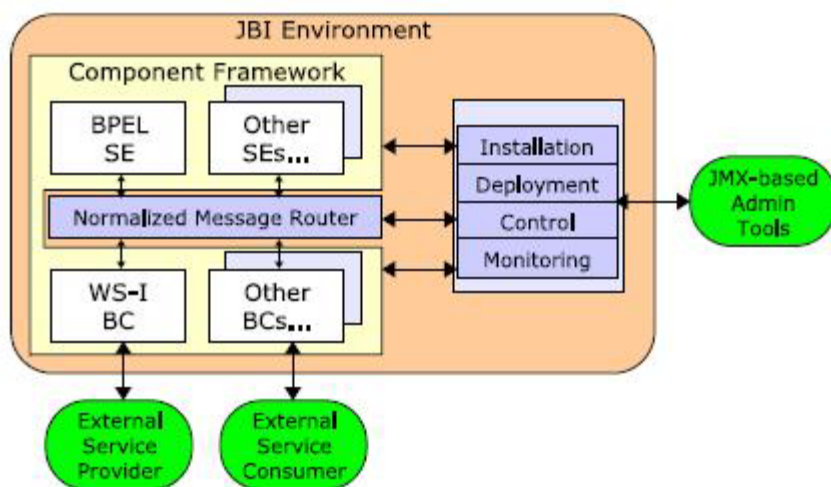 JBI Environment
Component Framework
BPEL
SE
Other
SEs...
Normalized Message Router
WS-I
BC
Other
BCs...
Installation
Deployment
Control
Monitoring
JMX-based
Admin
Tools
External
Service
Provider
External
Service
Consumer